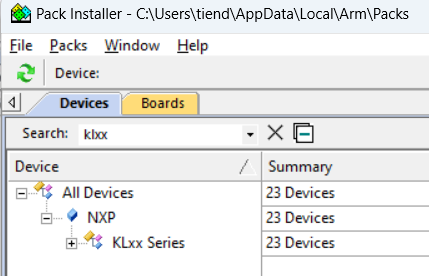 Pack Installer - C:\Users\tiend\AppData\Local\Arm\Packs
File Packs Window Help
Device:
Devices Boards
Search: klxx
Device Summary
All Devices 23 Devices
NXP 23 Devices
KLxx Series 23 Devices